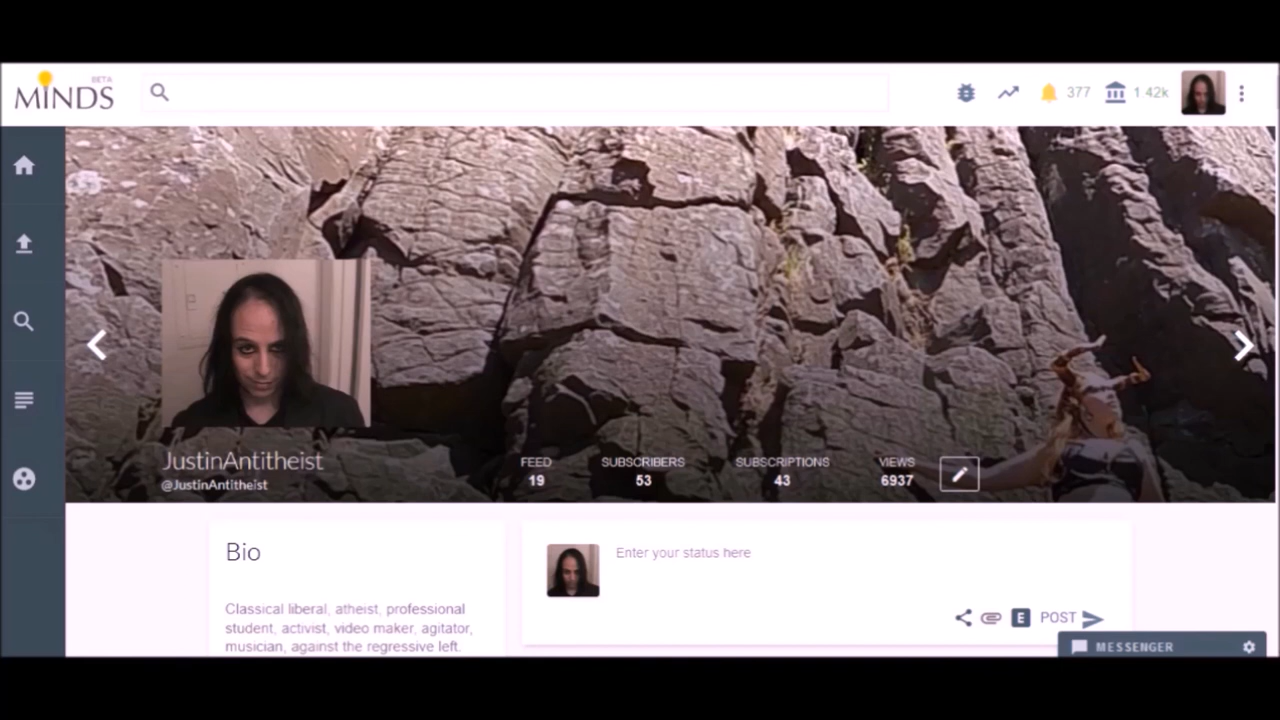 BETA
MINDS
377
1.42k
JustinAntitheist
@JustinAntitheist
FEED
19
SUBSCRIBERS
53
SUBSCRIPTIONS
43
VIEWS
6937
Bio
Classical liberal, atheist, professional
student, activist, video maker, agitator,
musician, against the regressive left.
Enter your status here
E POST
MESSENGER